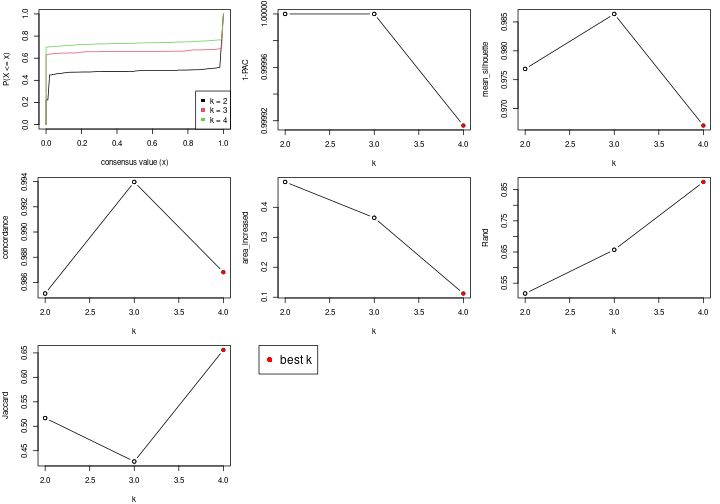 P(X <= x)
1.0
0.8
0.6
0.4
0.2
0.0
k = 2
k = 3
k = 4
0.0 0.2 0.4 0.6 0.8 1.0
consensus value (x)
1-PAC
1.00000
0.99996
0.99992
2.0 2.5 3.0 3.5 4.0
k
mean_silhouette
0.985
0.980
0.975
0.970
2.0 2.5 3.0 3.5 4.0
k
concordance
0.994
0.992
0.990
0.988
0.986
2.0 2.5 3.0 3.5 4.0
k
area_increased
0.4
0.3
0.2
0.1
2.0 2.5 3.0 3.5 4.0
k
Rand
0.85
0.75
0.65
0.55
2.0 2.5 3.0 3.5 4.0
k
Jaccard
0.65
0.60
0.55
0.50
0.45
2.0 2.5 3.0 3.5 4.0
k
best k